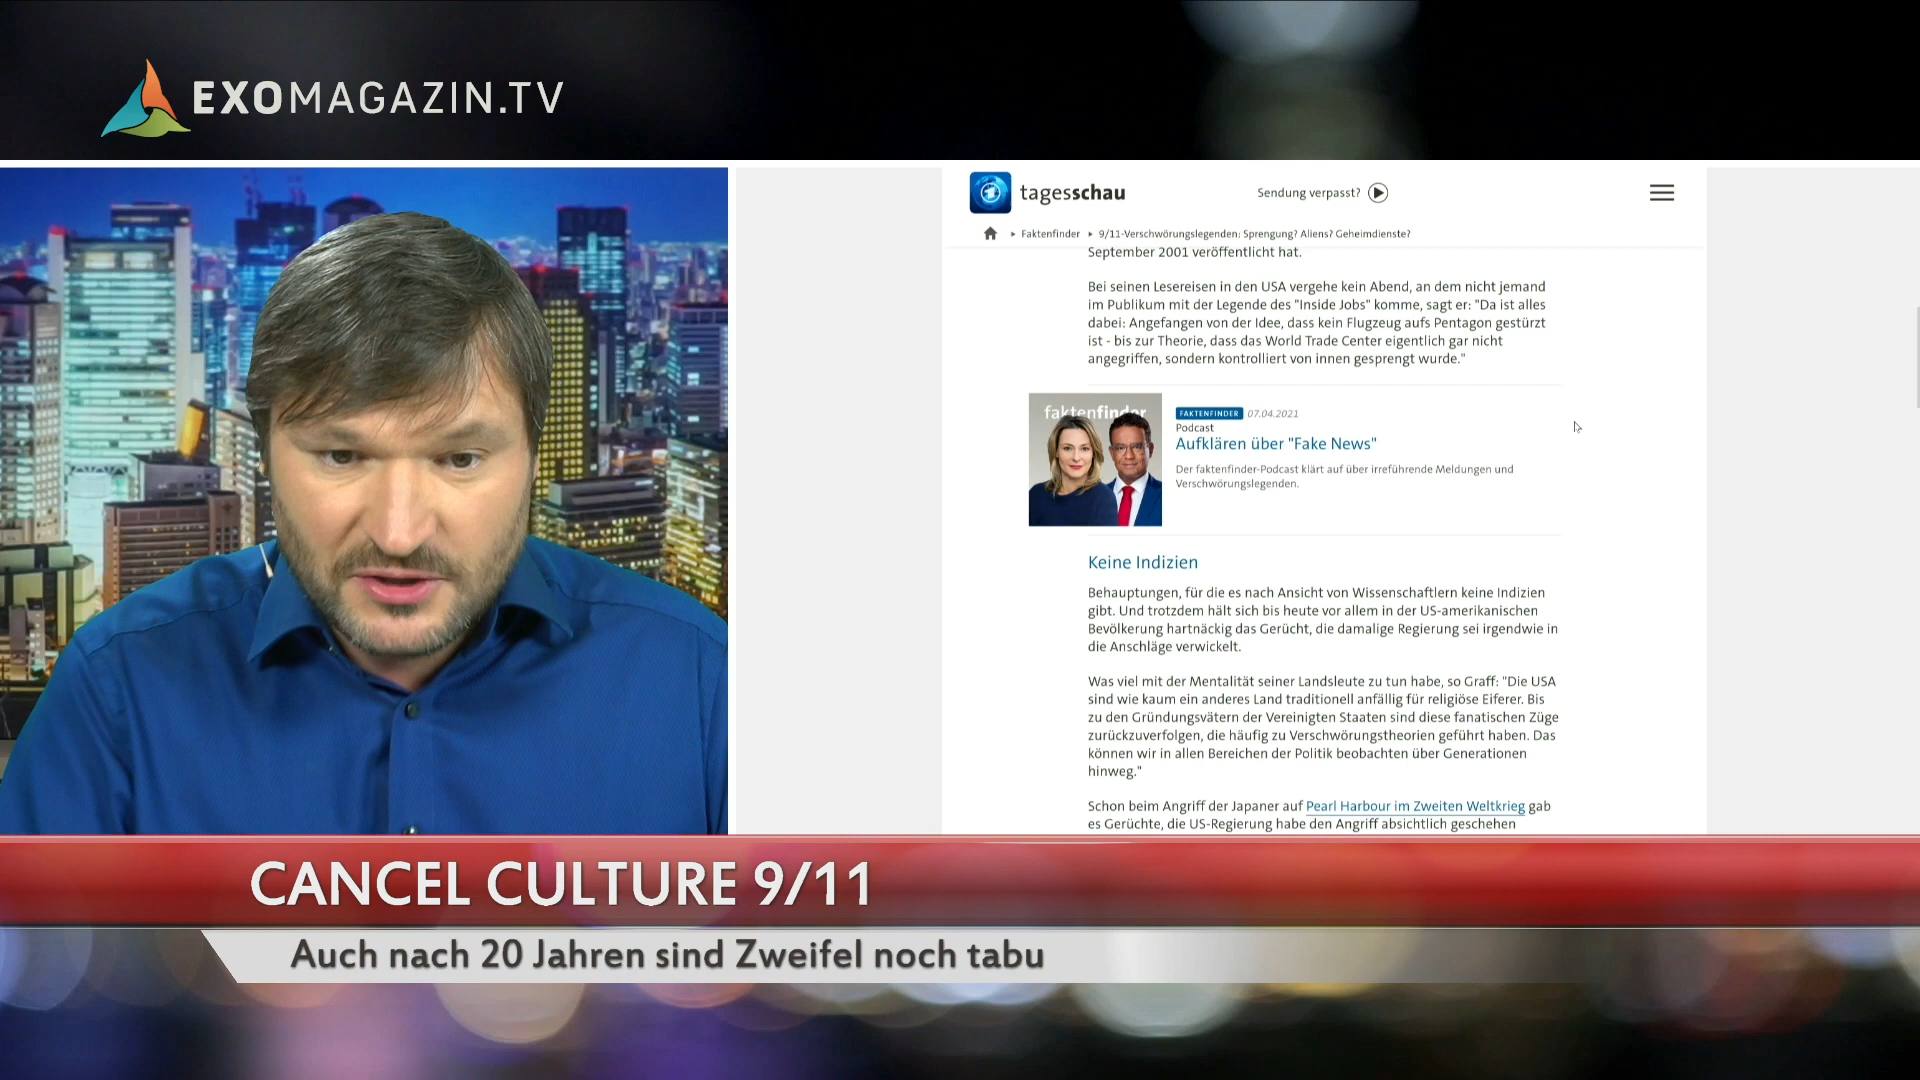 EXOMAGAZIN.TV
tagesschau
Sendung verpasst?
Faktenfinder
9/11-Verschwörungslegenden: Sprengung? Aliens? Geheimdienste?
September 2001 veröffentlicht hat.
Bei seinen Lesereisen in den USA vergehe kein Abend, an dem nicht jemand
im Publikum mit der Legende des "Inside Jobs" komme, sagt er: "Da ist alles
dabei: Angefangen von der Idee, dass kein Flugzeug aufs Pentagon gestürzt
ist - bis zur Theorie, dass das World Trade Center eigentlich gar nicht
angegriffen, sondern kontrolliert von innen gesprengt wurde."
faktenfinder
FAKTENFINDER 07.04.2021
Podcast
Aufklären über "Fake News"
Der faktenfinder-Podcast klärt auf über irreführende Meldungen und
Verschwörungslegenden.
Keine Indizien
Behauptungen, für die es nach Ansicht von Wissenschaftlern keine Indizien
gibt. Und trotzdem hält sich bis heute vor allem in der US-amerikanischen
Bevölkerung hartnäckig das Gerücht, die damalige Regierung sei irgendwie in
die Anschläge verwickelt.
Was viel mit der Mentalität seiner Landsleute zu tun habe, so Graff: "Die USA
sind wie kaum ein anderes Land traditionell anfällig für religiöse Eiferer. Bis
zu den Gründungsvätern der Vereinigten Staaten sind diese fanatischen Züge
zurückzuverfolgen, die häufig zu Verschwörungstheorien geführt haben. Das
können wir in allen Bereichen der Politik beobachten über Generationen
hinweg."
Schon beim Angriff der Japaner auf Pearl Harbour im Zweiten Weltkrieg gab
es Gerüchte, die US-Regierung habe den Angriff absichtlich geschehen
CANCEL CULTURE 9/11
Auch nach 20 Jahren sind Zweifel noch tabu